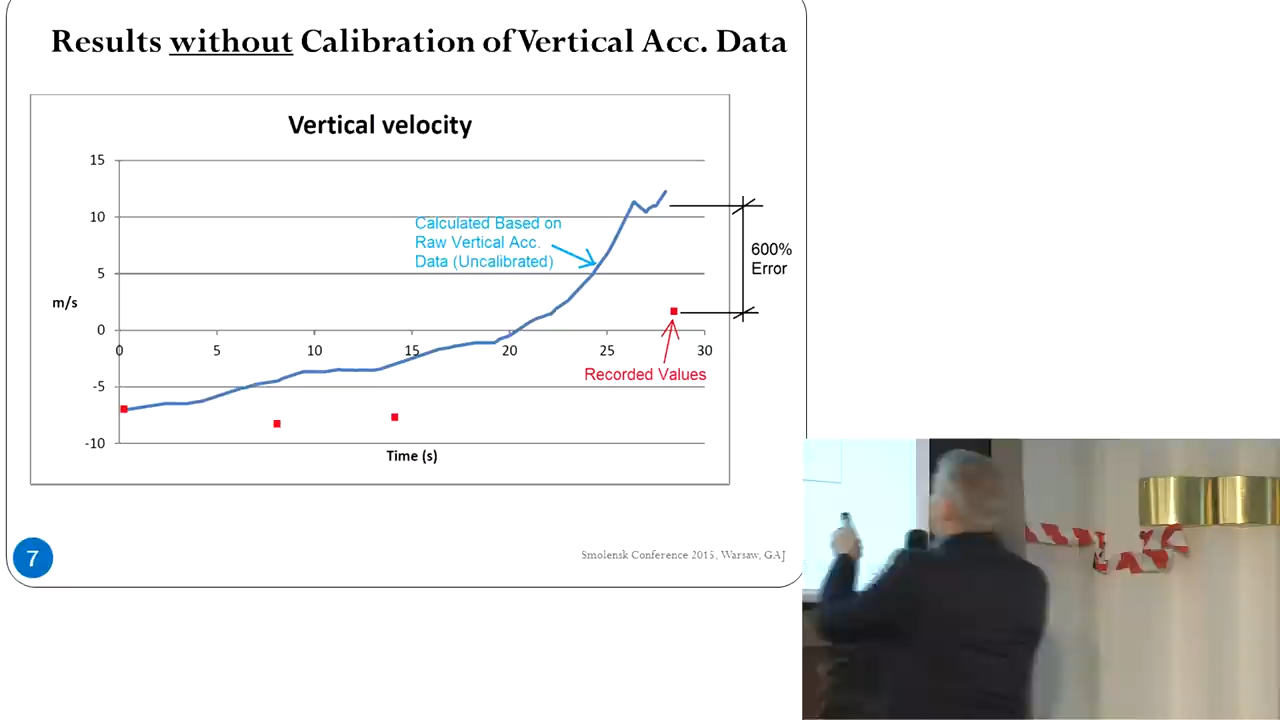 Results without Calibration of Vertical Acc. Data
Vertical velocity
15
10
5
0
-5
-10
m/s
0 5 10 15 20 25 30
Time (s)
Calculated Based on
Raw Vertical Acc.
Data (Uncalibrated)
600%
Error
Recorded Values
7
Smolensk Conference 2015, Warsaw, GAJ